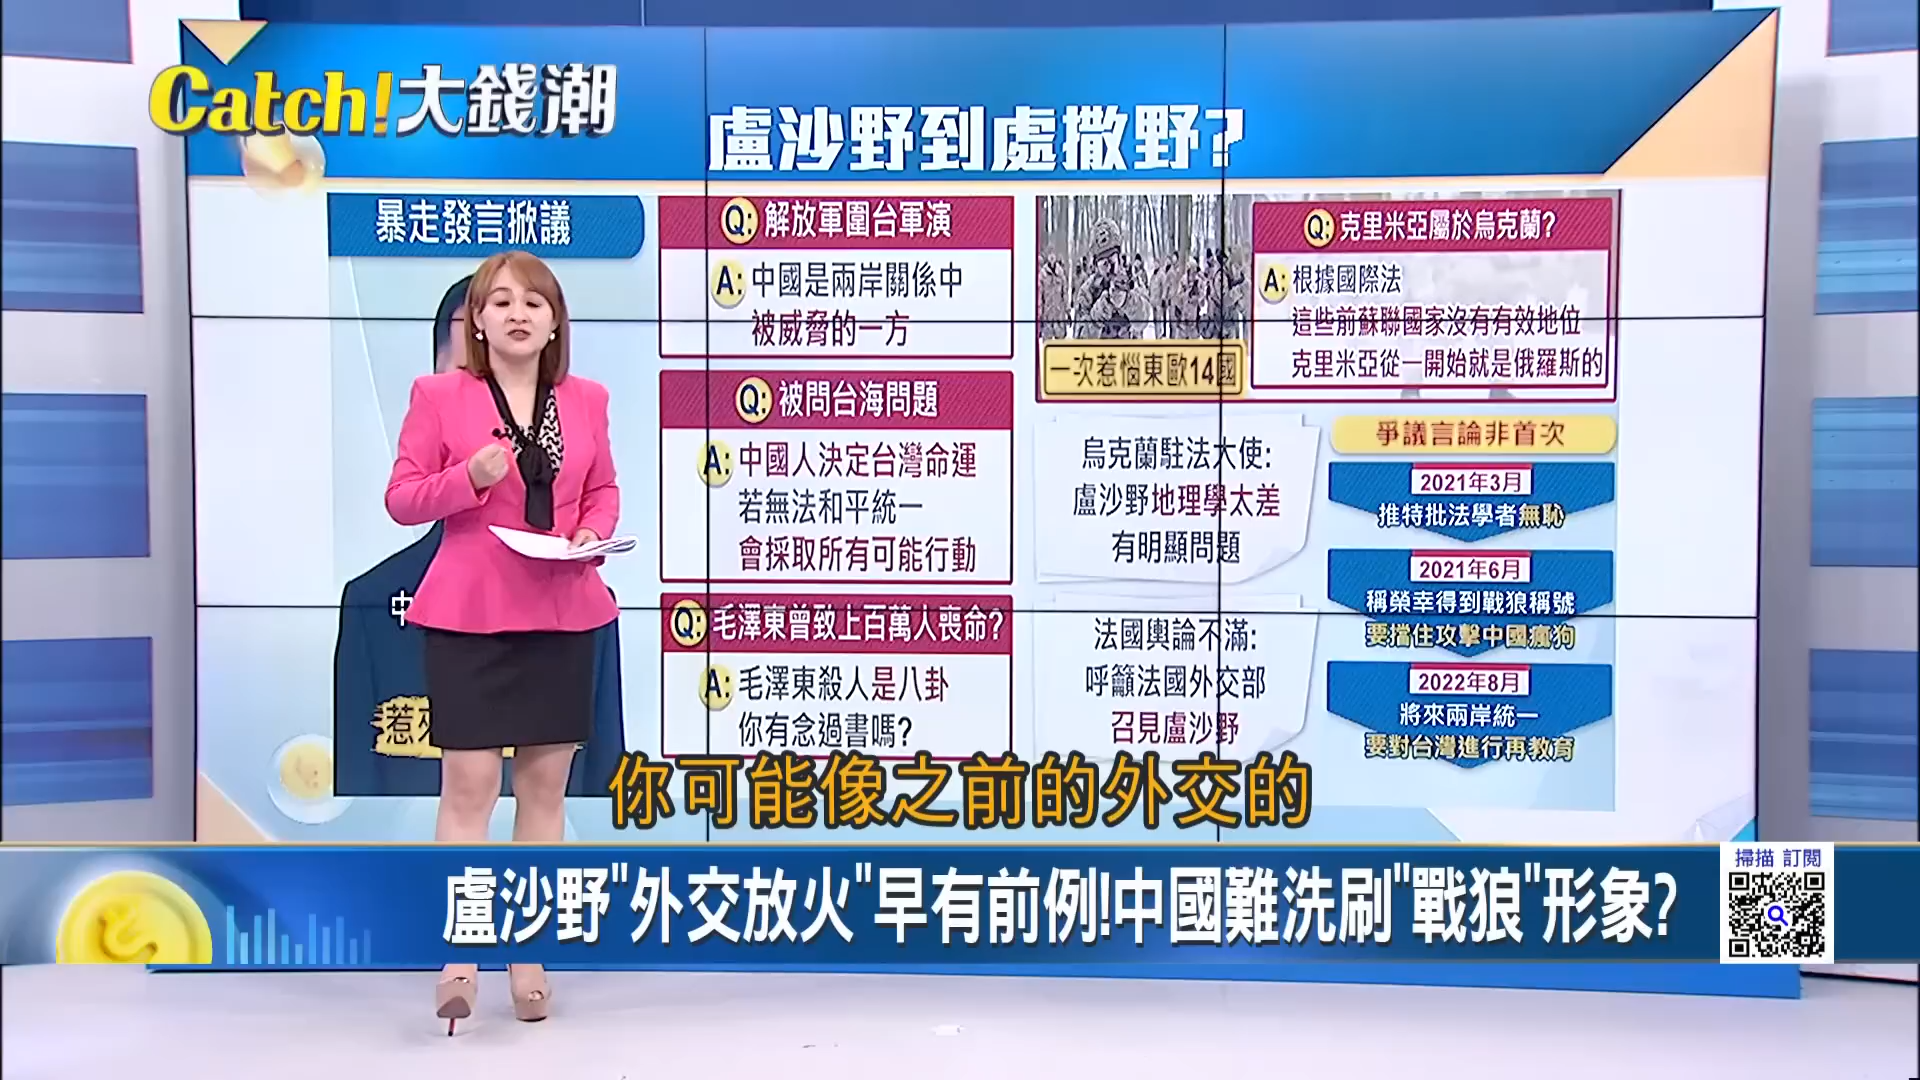 Catch!大錢潮
盧沙野到處撒野?
暴走發言掀議
中
惹
Q:解放軍圍台軍演
A:中國是兩岸關係中
被威脅的一方
Q:被問台海問題
A:中國人決定台灣命運
若無法和平統一
會採取所有可能行動
Q:毛澤東曾致上百萬人喪命?
A:毛澤東殺人是八卦
你有念過書嗎?
一次惹惱東歐14國
Q:克里米亞屬於烏克蘭?
A:根據國際法
這些前蘇聯國家沒有有效地位
克里米亞從一開始就是俄羅斯的
烏克蘭駐法大使:
盧沙野地理學太差
有明顯問題
法國輿論不滿:
呼籲法國外交部
召見盧沙野
爭議言論非首次
2021年3月
推特批法學者無恥
2021年6月
稱榮幸得到戰狼稱號
要擋住攻擊中國瘋狗
2022年8月
將來兩岸統一
要對台灣進行再教育
你可能像之前的外交的
盧沙野"外交放火"早有前例!中國難洗刷"戰狼"形象?
掃描 訂閱